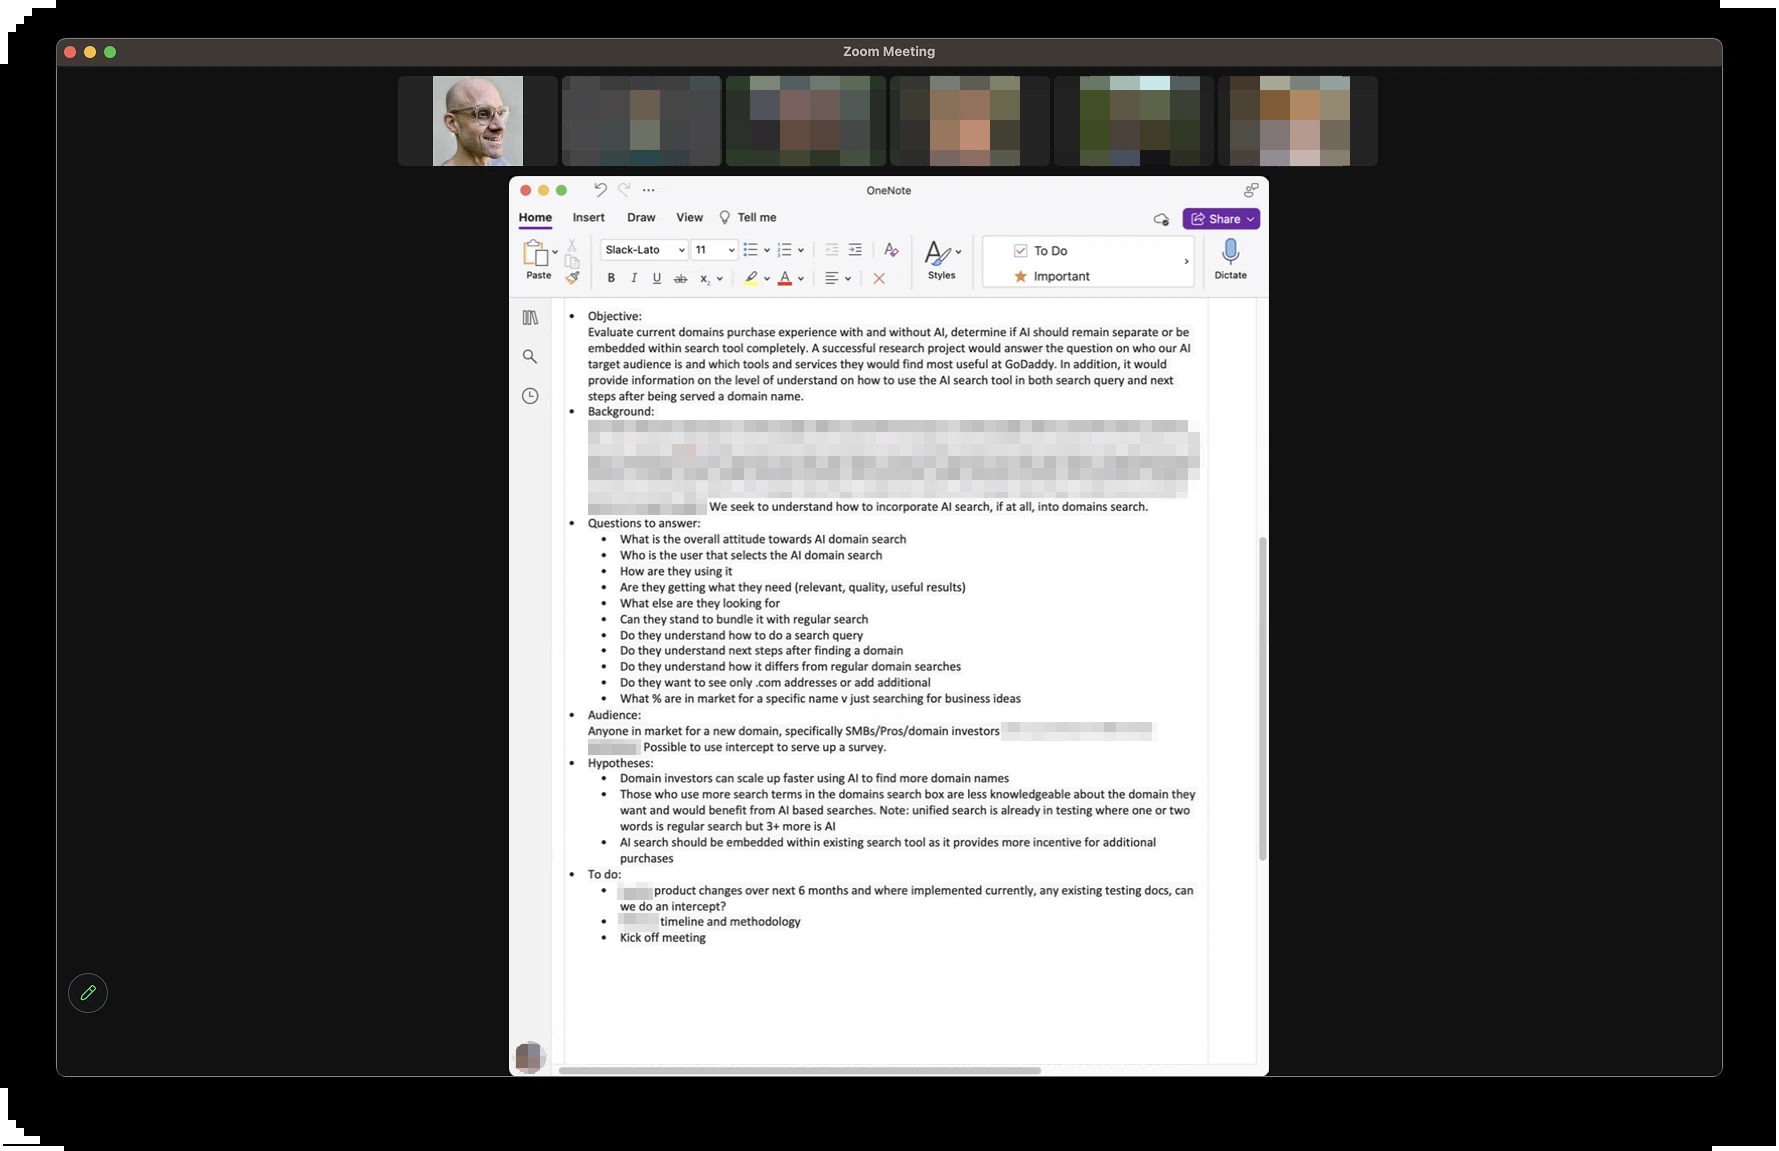 Zoom Meeting
OneNote
Home Insert Draw View Tell me
Share
Slack-Lato 11
To Do
Paste
B I U ab x₂ A
Styles
Important
Dictate
• Objective:
Evaluate current domains purchase experience with and without AI, determine if AI should remain separate or be
embedded within search tool completely. A successful research project would answer the question on who our AI
target audience is and which tools and services they would find most useful at GoDaddy. In addition, it would
provide information on the level of understand on how to use the AI search tool in both search query and next
steps after being served a domain name.
• Background:
We seek to understand how to incorporate AI search, if at all, into domains search.
• Questions to answer:
• What is the overall attitude towards AI domain search
• Who is the user that selects the AI domain search
• How are they using it
• Are they getting what they need (relevant, quality, useful results)
• What else are they looking for
• Can they stand to bundle it with regular search
• Do they understand how to do a search query
• Do they understand next steps after finding a domain
• Do they understand how it differs from regular domain searches
• Do they want to see only .com addresses or add additional
• What % are in market for a specific name v just searching for business ideas
• Audience:
Anyone in market for a new domain, specifically SMBs/Pros/domain investors
Possible to use intercept to serve up a survey.
• Hypotheses:
• Domain investors can scale up faster using AI to find more domain names
• Those who use more search terms in the domains search box are less knowledgeable about the domain they
want and would benefit from AI based searches. Note: unified search is already in testing where one or two
words is regular search but 3+ more is AI
• AI search should be embedded within existing search tool as it provides more incentive for additional
purchases
• To do:
• product changes over next 6 months and where implemented currently, any existing testing docs, can
we do an intercept?
• timeline and methodology
• Kick off meeting